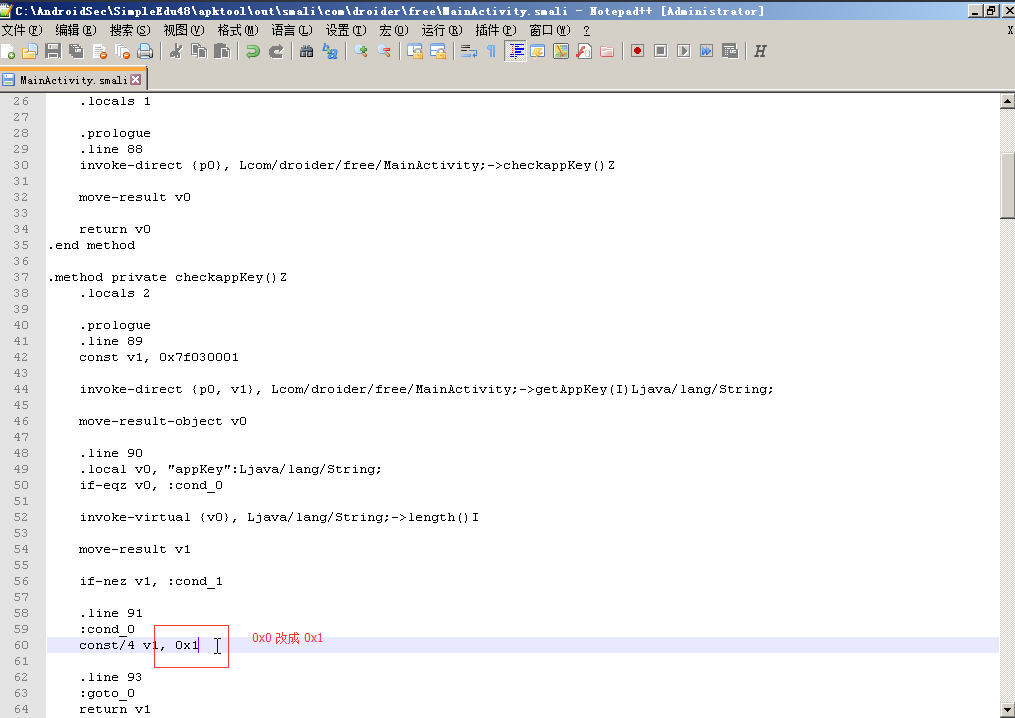 C:\AndroidSec\SimpleEdu48\apktool\out\smali\com\droider\free\MainActivity.smali - Notepad++ [Administrator]
文件(F) 编辑(E) 搜索(S) 视图(V) 格式(M) 语言(L) 设置(T) 宏(O) 运行(R) 插件(P) 窗口(W) ? X
MainActivity.smali
26 .locals 1
27
28 .prologue
29 .line 88
30 invoke-direct {p0}, Lcom/droider/free/MainActivity;->checkappKey()Z
31
32 move-result v0
33
34 return v0
35 .end method
36
37 .method private checkappKey()Z
38 .locals 2
39
40 .prologue
41 .line 89
42 const v1, 0x7f030001
43
44 invoke-direct {p0, v1}, Lcom/droider/free/MainActivity;->getAppKey(I)Ljava/lang/String;
45
46 move-result-object v0
47
48 .line 90
49 .local v0, "appKey":Ljava/lang/String;
50 if-eqz v0, :cond_0
51
52 invoke-virtual {v0}, Ljava/lang/String;->length()I
53
54 move-result v1
55
56 if-nez v1, :cond_1
57
58 .line 91
59 :cond_0
60 const/4 v1, 0x1 0x0 改成 0x1
61
62 .line 93
63 :goto_0
64 return v1